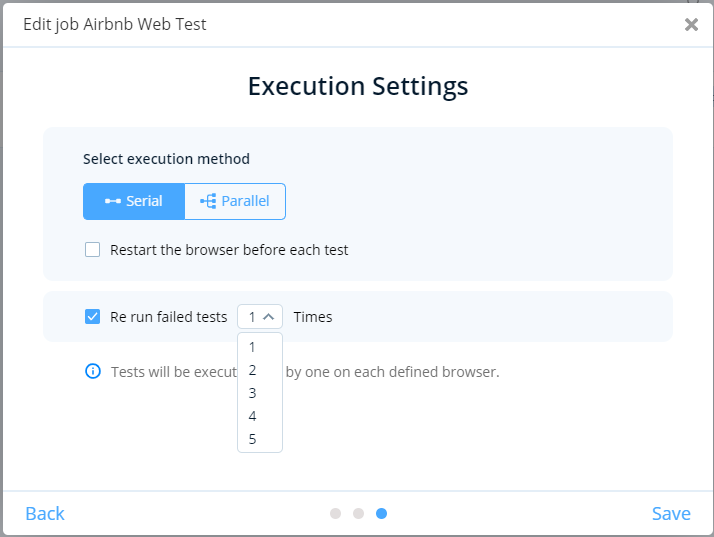 Edit job Airbnb Web Test
Execution Settings
Select execution method
Serial Parallel
Restart the browser before each test
Re run failed tests 1 Times
1
Tests will be execut by one on each defined browser.
2
3
4
5
Back Save